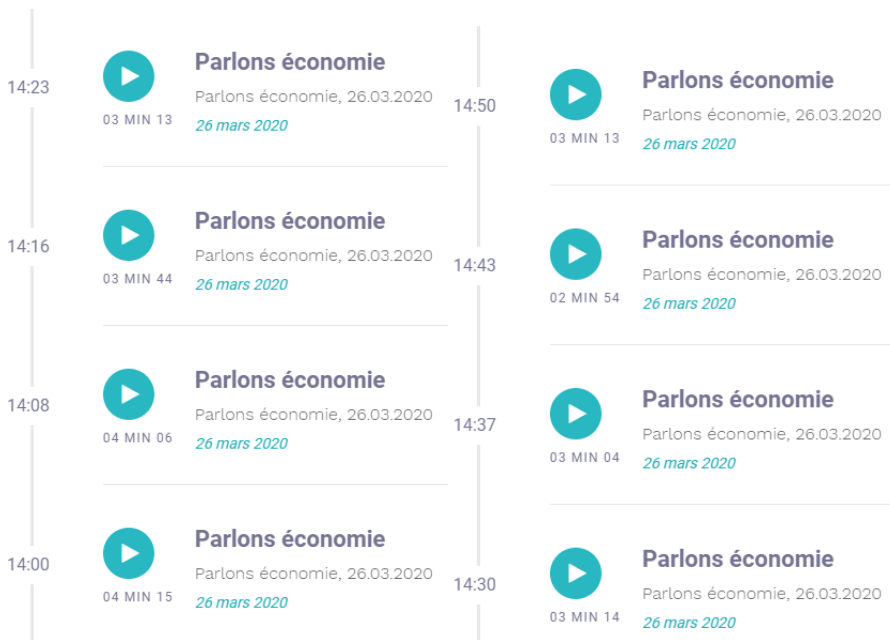 Parlons économie
14:23
Parlons économie, 26.03.2020
03 MIN 13
26 mars 2020
Parlons économie
14:16
Parlons économie, 26.03.2020
03 MIN 44
26 mars 2020
Parlons économie
14:08
Parlons économie, 26.03.2020
04 MIN 06
26 mars 2020
Parlons économie
14:00
Parlons économie, 26.03.2020
04 MIN 15
26 mars 2020
Parlons économie
14:50
Parlons économie, 26.03.2020
03 MIN 13
26 mars 2020
Parlons économie
14:43
Parlons économie, 26.03.2020
02 MIN 54
26 mars 2020
Parlons économie
14:37
Parlons économie, 26.03.2020
03 MIN 04
26 mars 2020
Parlons économie
14:30
Parlons économie, 26.03.2020
03 MIN 14
26 mars 2020